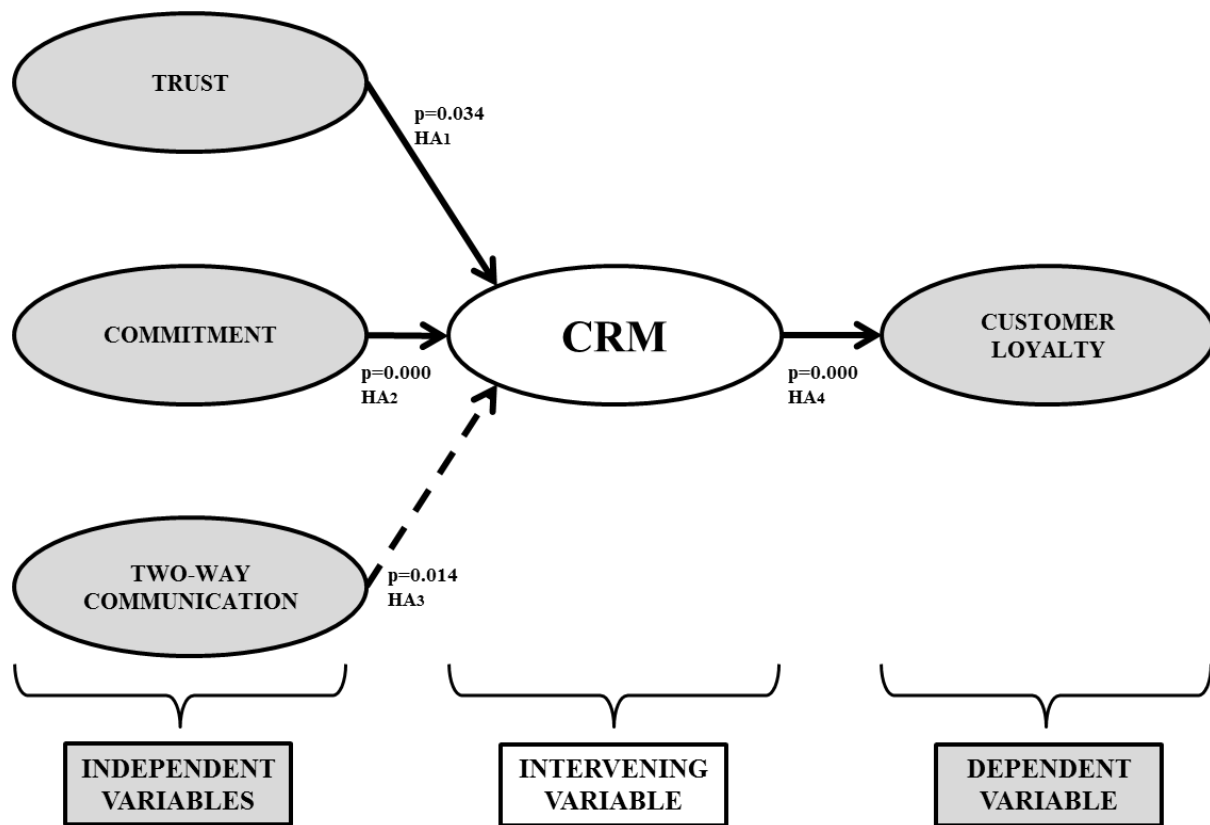 TRUST
p=0.034
HA1
COMMITMENT
p=0.000
HA2
CRM
p=0.000
HA4
CUSTOMER
LOYALTY
TWO-WAY
COMMUNICATION
p=0.014
HA3
INDEPENDENT
VARIABLES
INTERVENING
VARIABLE
DEPENDENT
VARIABLE